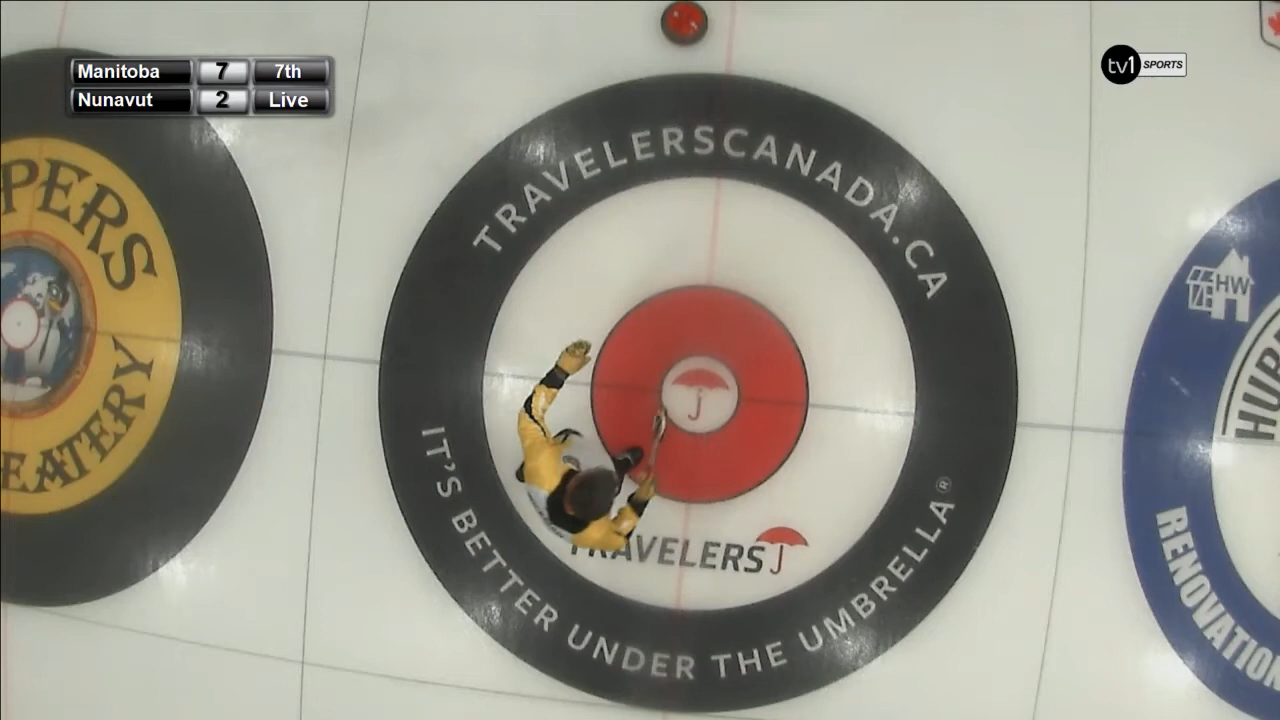 Manitoba 7 7th
Nunavut 2 Live
tv1 SPORTS
TRAVELERSCANADA.CA
TRAVELERS
IT'S BETTER UNDER THE UMBRELLA®
EATERY
HW
RENOVATION